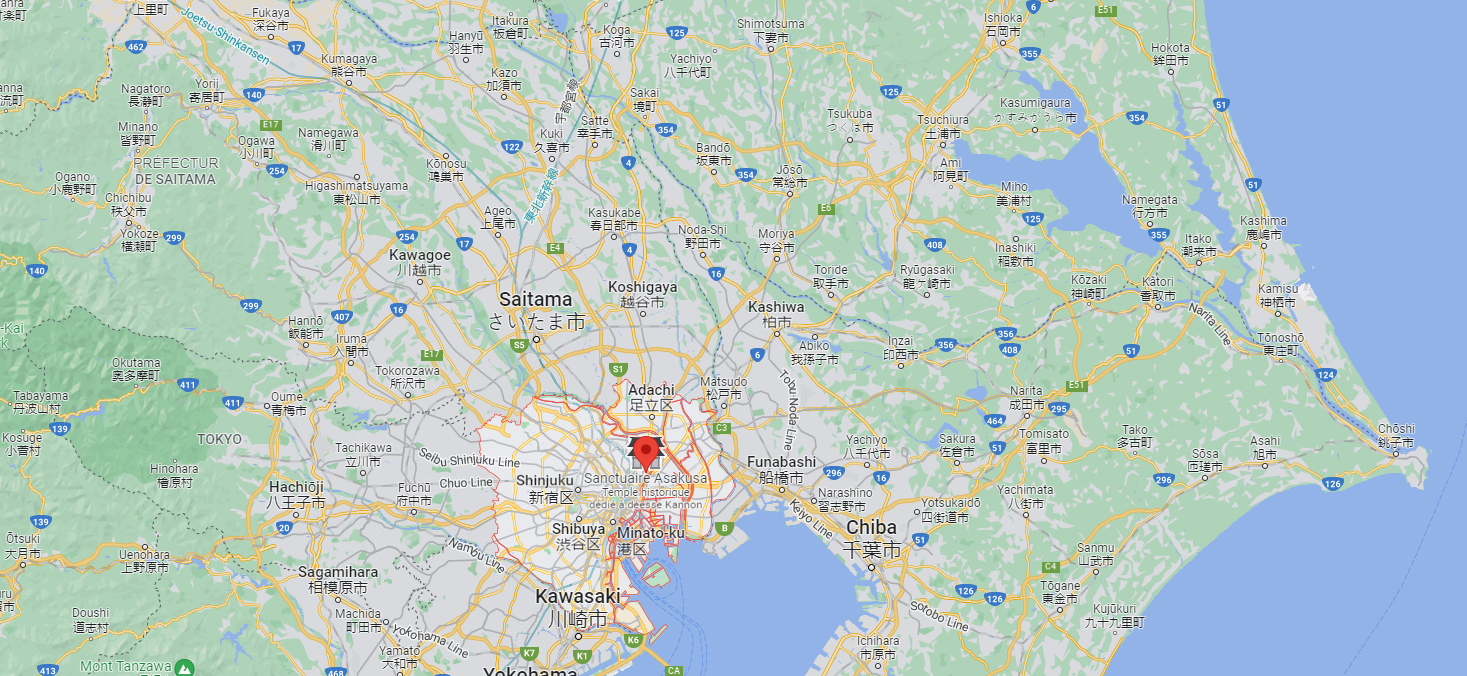 上里町
Fukaya
深谷市
Itakura
板倉町
Koga
古河市
Shimotsuma
下妻市
Ishioka
石岡市
6
E51
Joetsu-Shinkansen
462
17
Hanyū
羽生市
125
Hokota
鉾田市
355
Kumagaya
熊谷市
Yachiyo
八千代町
Kazo
加須市
Nagatoro
長瀞町
Yorii
寄居町
140
宇都宮線
Sakai
境町
125
Kasumigaura
かすみがうら市
51
Tsukuba
つくば市
Tsuchiura
土浦市
354
Satte
幸手市
354
Minano
皆野町
E17
Namegawa
滑川町
Kuki
久喜市
Ogawa
小川町
122
Bandō
坂東市
PRÉFECTUR
DE SAITAMA
254
Kōnosu
鴻巣市
4
354
Jōsō
常総市
Ami
阿見町
Ogano
小鹿野町
Higashimatsuyama
東松山市
東北新幹線
Miho
美浦村
51
Chichibu
秩父市
Ageo
上尾市
Kasukabe
春日部市
E6
125
Namegata
行方市
Kashima
鹿嶋市
Yokoze
横瀬町
299
254
17
E4
4
Noda-Shi
野田市
Moriya
守谷市
408
355
Itako
潮来市
Inashiki
稲敷市
Kawagoe
川越市
140
16
Toride
取手市
Ryūgasaki
龍ヶ崎市
Kōzaki
神崎町
Kātori
香取市
Kamisu
神栖市
Koshigaya
越谷市
Saitama
さいたま市
299
407
16
Kashiwa
柏市
Narita Line
Hannō
飯能市
Iruma
入間市
S5
E17
6
Abiko
我孫子市
Inzai
印西市
356
356
408
51
Tōnoshō
東庄町
-Kai
Okutama
奥多摩町
Tokorozawa
所沢市
S1
124
411
Adachi
足立区
Matsudo
松戸市
Tobu Noda Line
E51
Narita
成田市
295
464
Tabayama
丹波山村
411
Oume
青梅市
139
C3
Chōshi
銚子市
Kosuge
小菅村
TOKYO
Tachikawa
立川市
Seibu Shinjuku Line
Yachiyo
八千代市
Sakura
佐倉市
51
Tomisato
富里市
Tako
多古町
Asahi
旭市
Sōsa
匝瑳市
Hinohara
檜原村
Chuo Line
Shinjuku
新宿区
Sanctuaire Asakusa
Temple historique
dédié à déesse Kannon
Funabashi
船橋市
296
16
296
126
Hachiōji
八王子市
Fuchū
府中市
Narashino
習志野市
Yotsukaidō
四街道市
Yachimata
八街市
139
20
Shibuya
渋谷区
Minato-ku
港区
B
Keiyo Line
Chiba
千葉市
51
Ōtsuki
大月市
Uenohara
上野原市
Nambu Line
Sanmu
山武市
C4
Sagamihara
相模原市
Kawasaki
川崎市
126
126
Tōgane
東金市
Doushi
道志村
Machida
町田市
Yokohama Line
Sotobo Line
Kujūkuri
九十九里町
K6
Ichihara
市原市
Yamato
大和市
K7
K1
Mont Tanzawa
413
468
CA
Yokohama